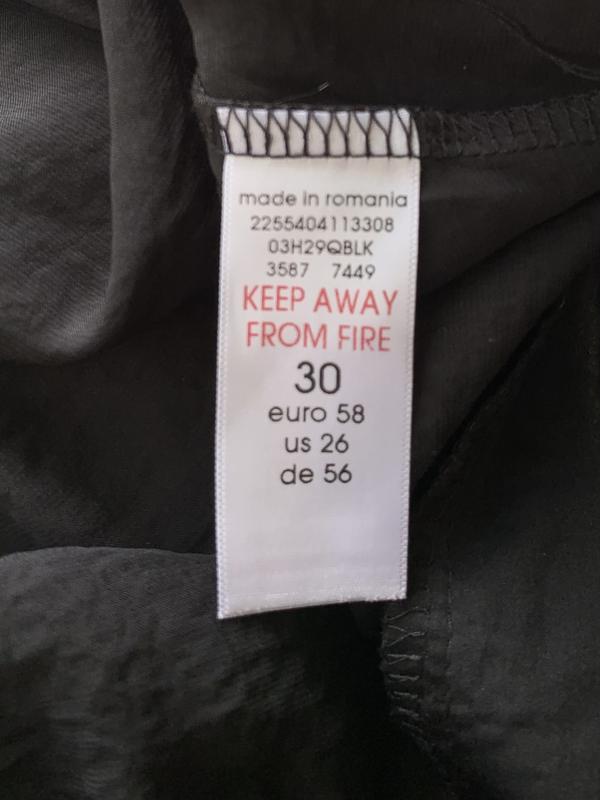 made in romania
2255404113308
03H29QBLK
3587 7449
KEEP AWAY
FROM FIRE
30
euro 58
us 26
de 56